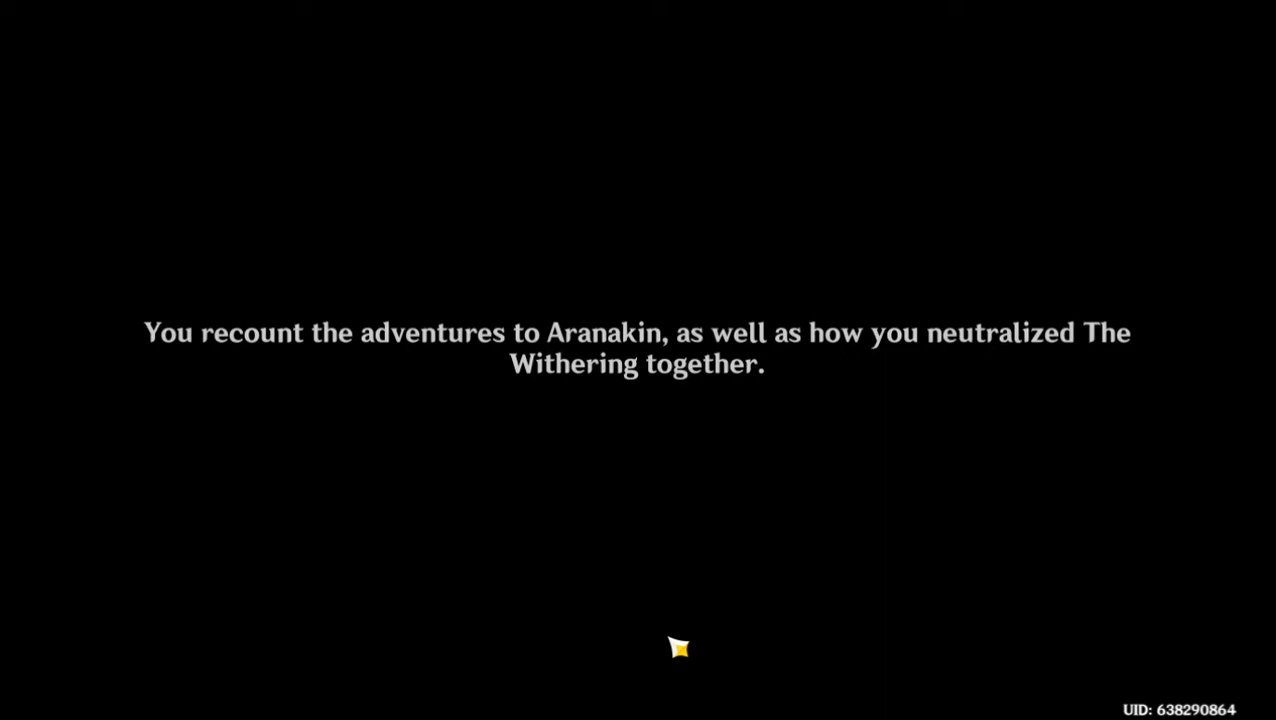 You recount the adventures to Aranakin, as well as how you neutralized The
Withering together.
UID: 638290864